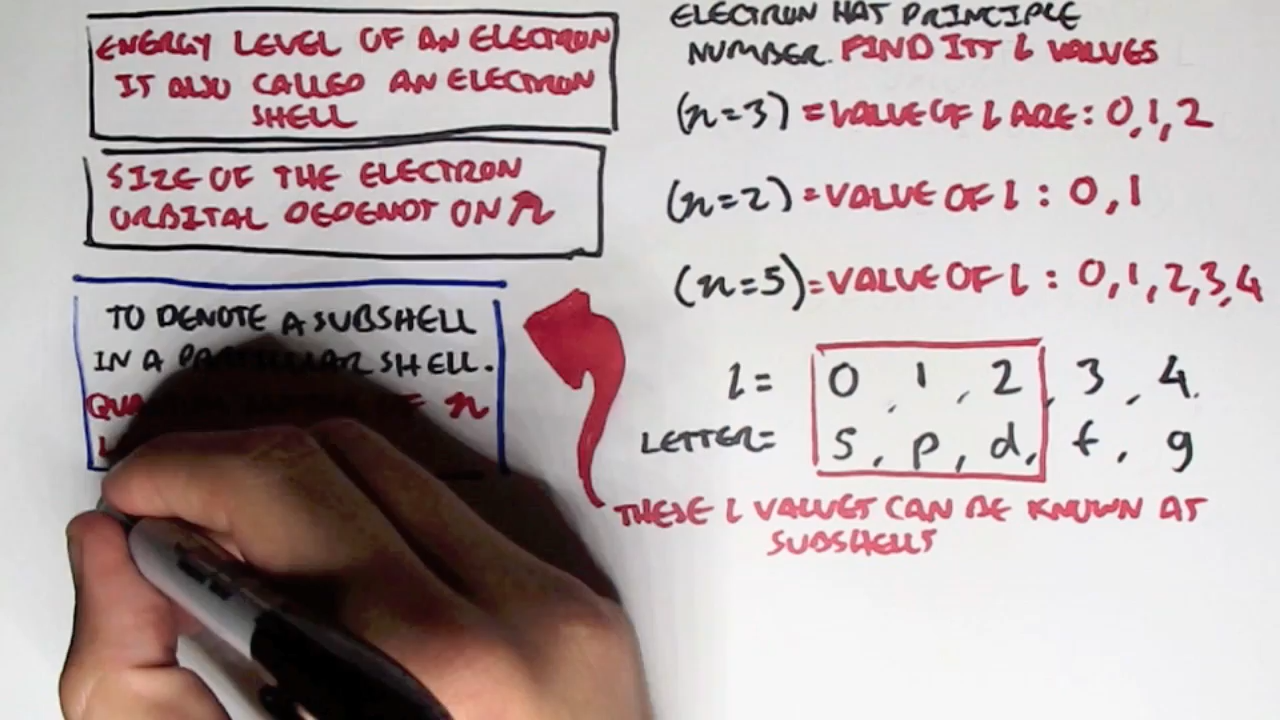 ENERGY LEVEL OF AN ELECTRON
IT ALSO CALLED AN ELECTRON
SHELL
SIZE OF THE ELECTRON
ORBITAL DEPENDT ON n
TO DENOTE A SUBSHELL
IN A PARTICULAR SHELL.
n
ELECTRON HAT PRINCIPLE
NUMBER. FIND ITT L VALUES
(n=3) = VALUE OF L ARE: 0,1,2
(n=2) = VALUE OF l : 0,1
(n=5) = VALUE OF l : 0,1,2,3,4
l = 0, 1, 2, 3, 4.
LETTER = S, p, d, f, g
THESE L VALUET CAN BE KNOWN AT
SUBSHELLT